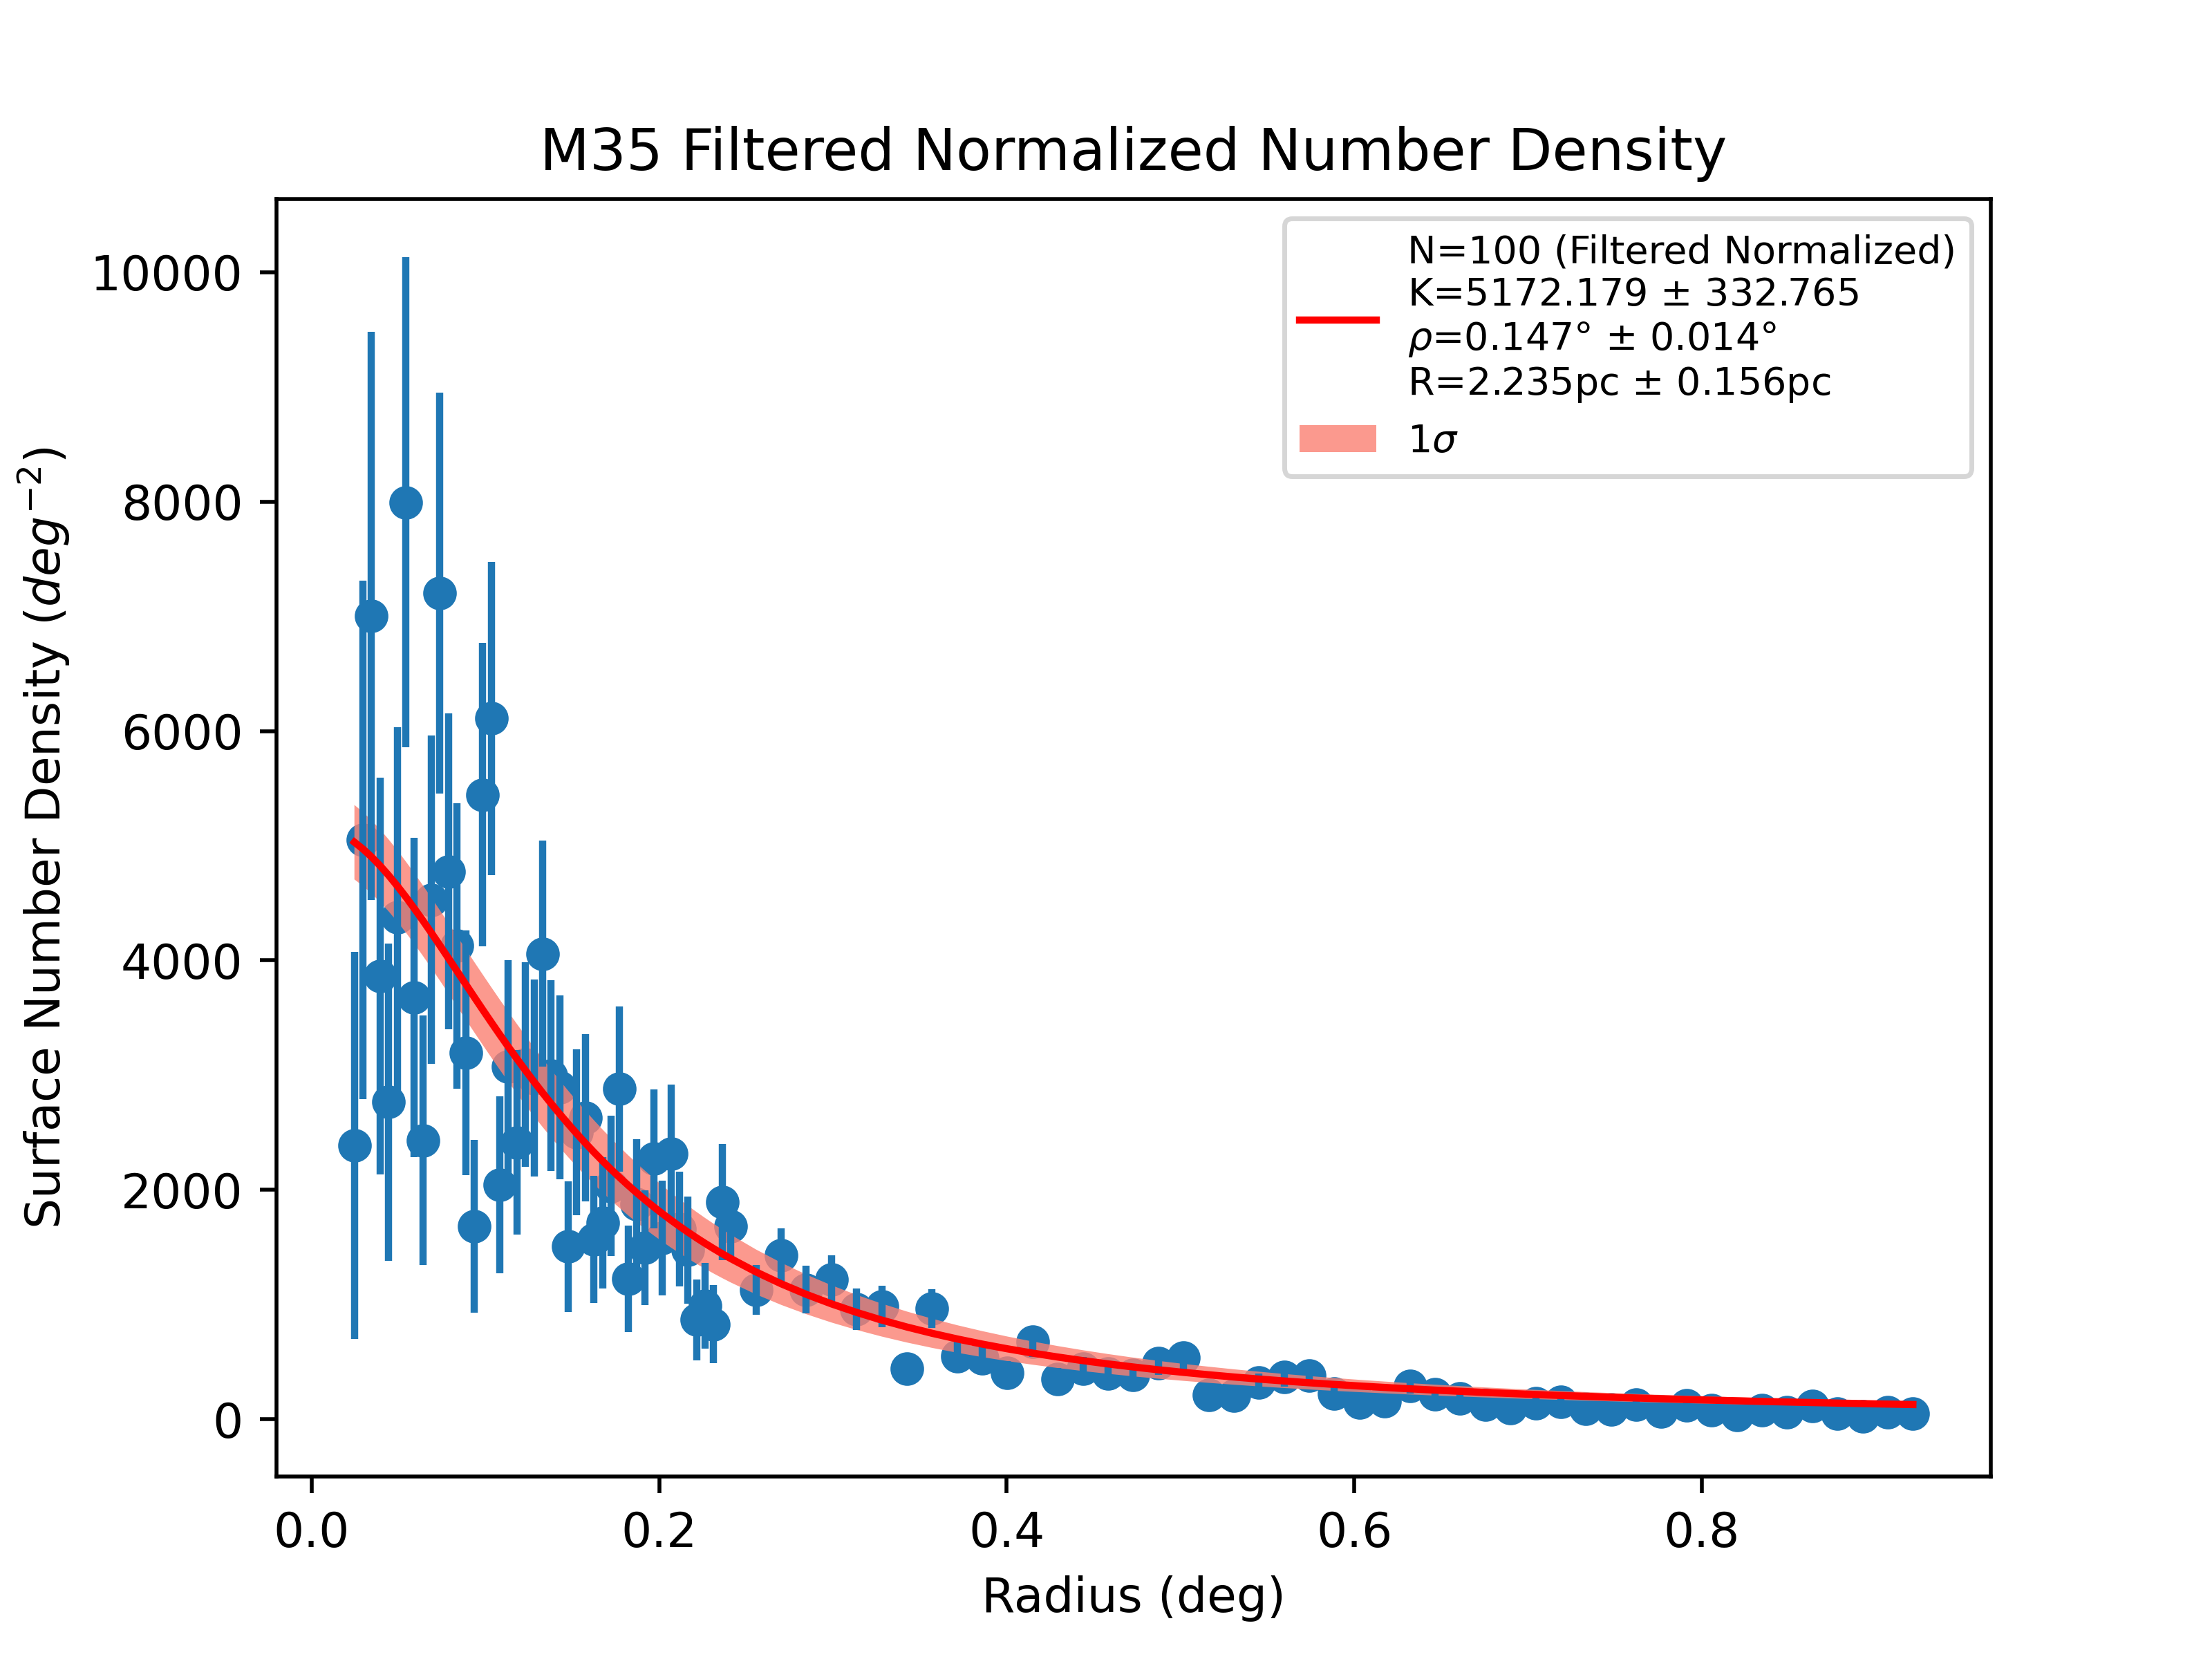 M35 Filtered Normalized Number Density
N=100 (Filtered Normalized)
K=5172.179 ± 332.765
ρ=0.147° ± 0.014°
R=2.235pc ± 0.156pc
1σ
Surface Number Density (deg⁻²)
10000
8000
6000
4000
2000
0
0.0 0.2 0.4 0.6 0.8
Radius (deg)